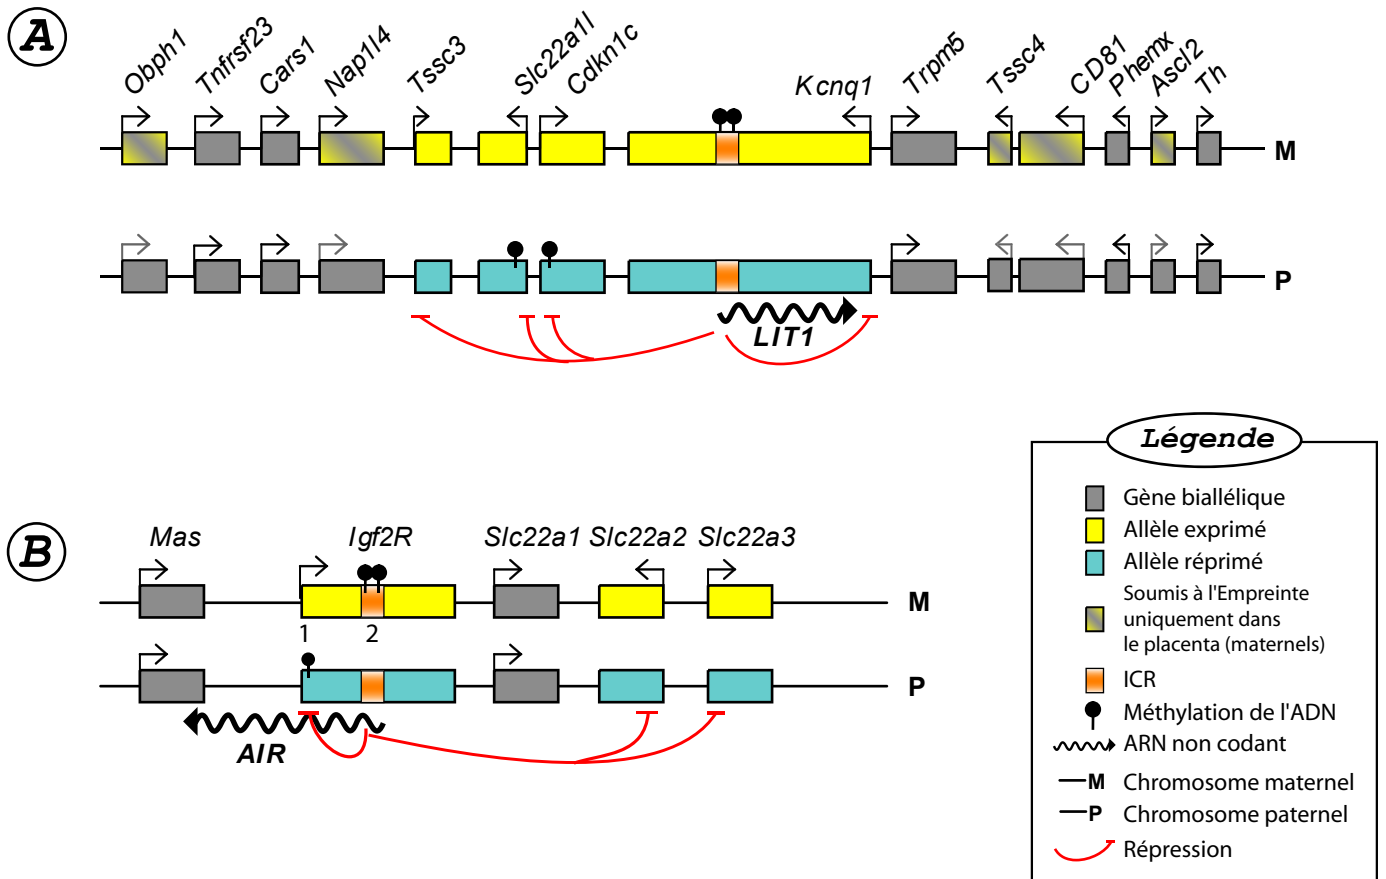 A
Obph1 Tnfrsf23 Cars1 Nap1l4 Tssc3 Slc22a1l Cdkn1c Kcnq1 Trpm5 Tssc4 CD81 Phemx Ascl2 Th
M
P
LIT1
B
Mas Igf2R Slc22a1 Slc22a2 Slc22a3
M
1 2
P
AIR
Légende
Gène biallélique
Allèle exprimé
Allèle réprimé
Soumis à l'Empreinte
uniquement dans
le placenta (maternels)
ICR
Méthylation de l'ADN
ARN non codant
M Chromosome maternel
P Chromosome paternel
Répression